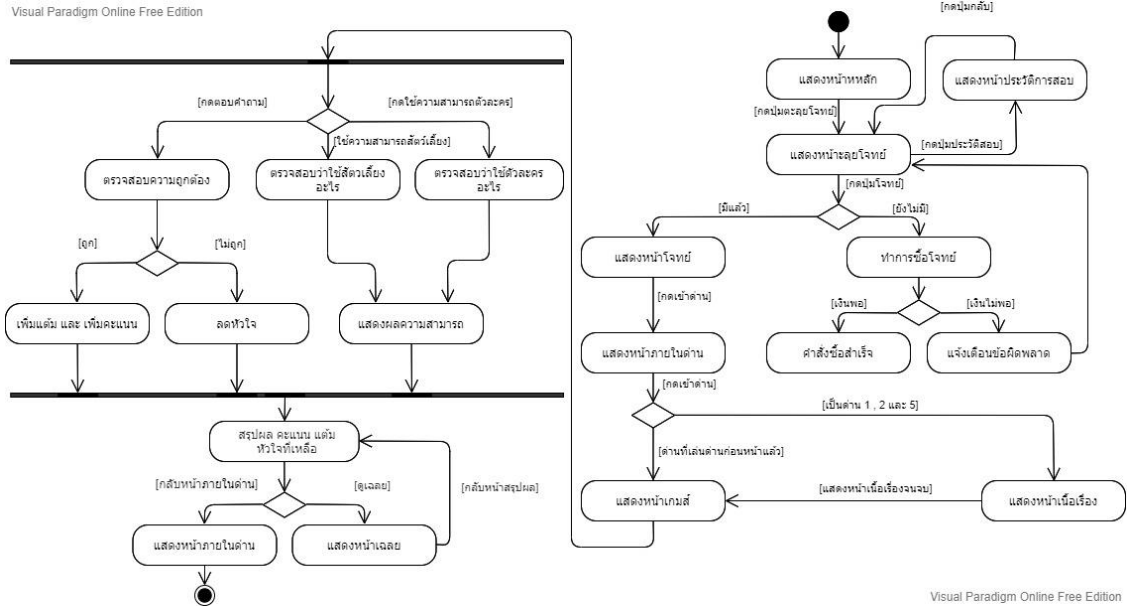 Visual Paradigm Online Free Edition
[กดปุ่มกลับ]
แสดงหน้าหหลัก
แสดงหน้าประวัติการสอบ
[กดปุ่มตะลุยโจทย์]
[กดปุ่มประวัติสอบ]
แสดงหน้าะลุยโจทย์
[กดปุ่มโจทย์]
[มีแล้ว]
[ยังไม่มี]
แสดงหน้าโจทย์
ทำการซื้อโจทย์
[กดเข้าด่าน]
[เงินพอ]
[เงินไม่พอ]
แสดงหน้าภายในด่าน
คำสั่งซื้อสำเร็จ
แจ้งเตือนข้อผิดพลาด
[กดเข้าด่าน]
[เป็นด่าน 1 , 2 และ 5]
[ด่านที่เล่นด่านก่อนหน้าแล้ว]
แสดงหน้าเกมส์
[แสดงหน้าเนื้อเรื่องจนจบ]
แสดงหน้าเนื้อเรื่อง
[กดตอบคำถาม]
[กดใช้ความสามารถตัวละคร]
[ใช้ความสามารถสัตว์เลี้ยง]
ตรวจสอบความถูกต้อง
ตรวจสอบว่าใช้สัตวเลี้ยง
อะไร
ตรวจสอบว่าใช้ตัวละคร
อะไร
[ถูก]
[ไม่ถูก]
เพิ่มแต้ม และ เพิ่มคะแนน
ลดหัวใจ
แสดงผลความสามารถ
สรุปผล คะแนน แต้ม
หัวใจที่เหลือ
[กลับหน้าภายในด่าน]
[ดูเฉลย]
[กลับหน้าสรุปผล]
แสดงหน้าภายในด่าน
แสดงหน้าเฉลย
Visual Paradigm Online Free Edition